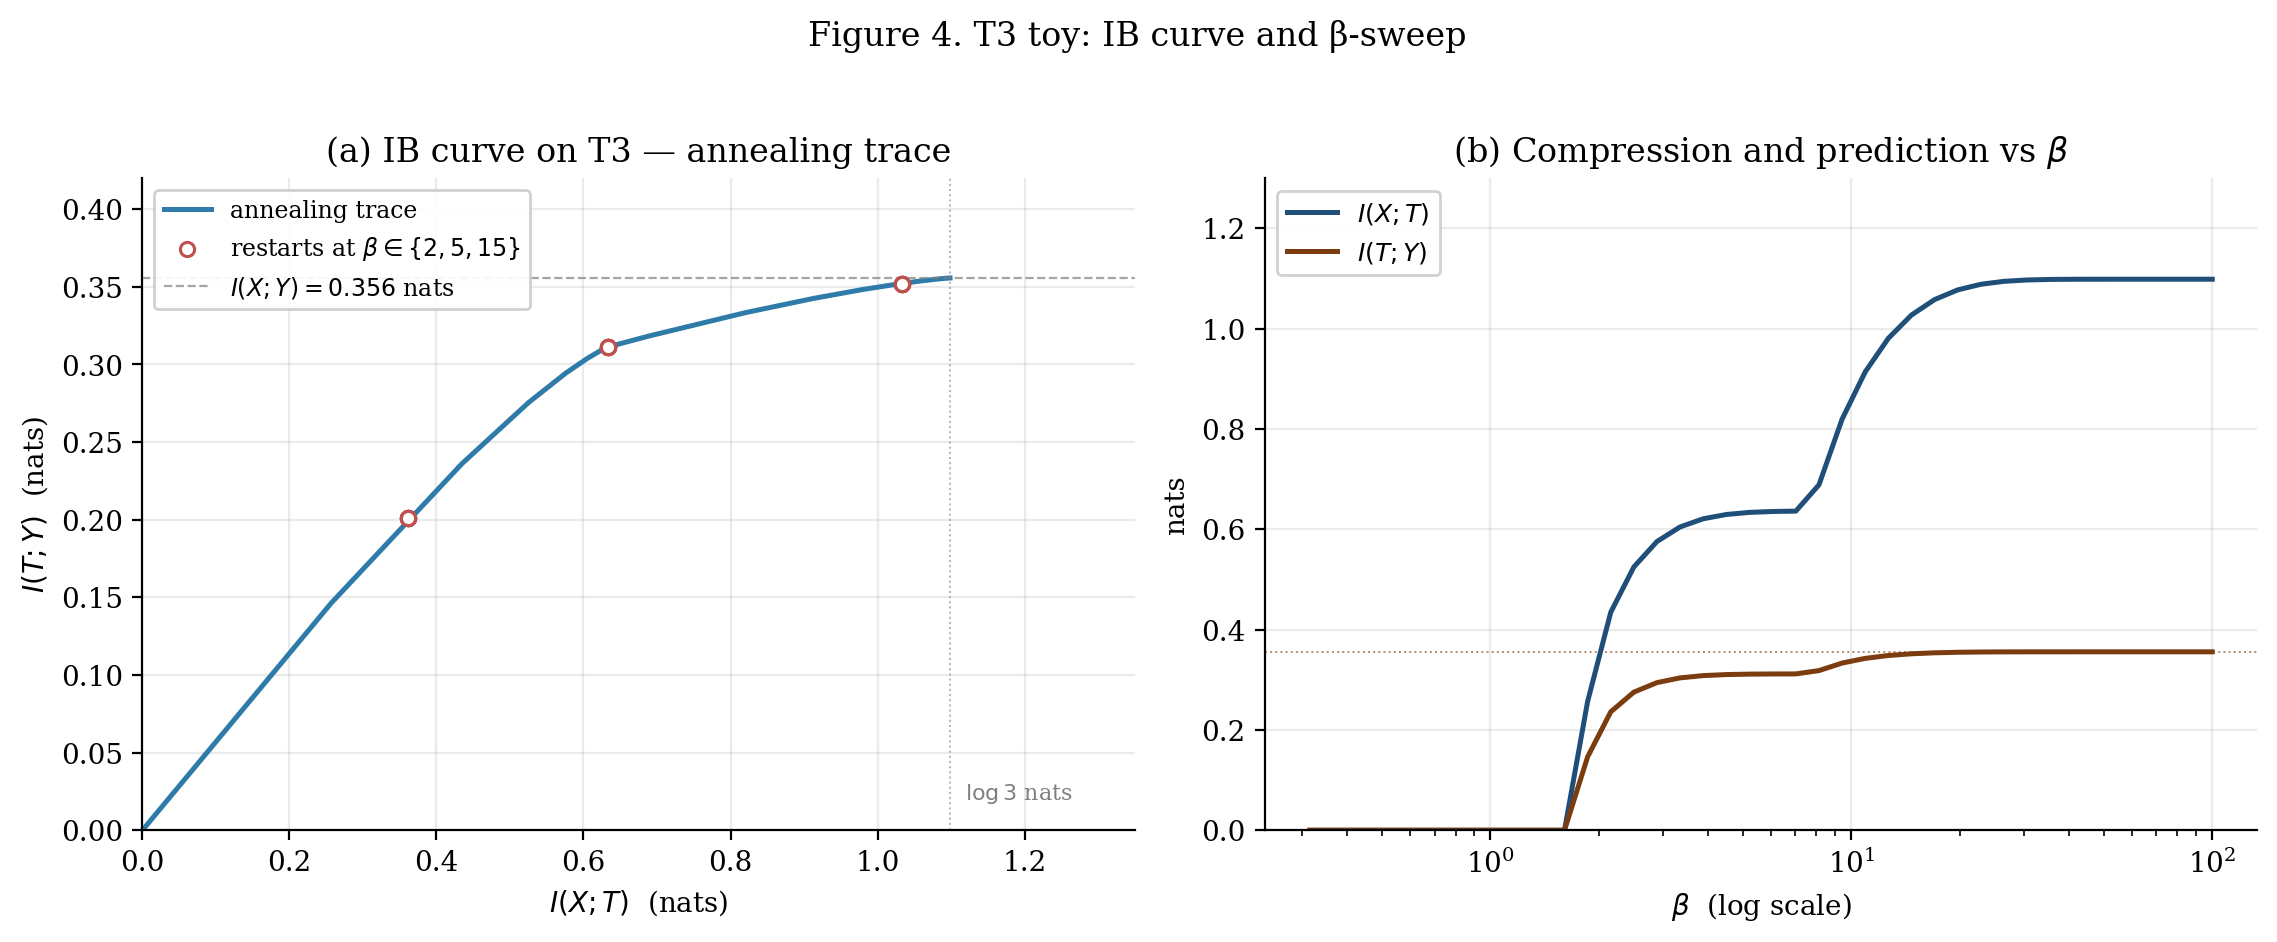 Figure 4. T3 toy: IB curve and β-sweep
(a) IB curve on T3 — annealing trace
annealing trace
restarts at β ∈ {2, 5, 15}
I(X; Y) = 0.356 nats
0.40
0.35
0.30
0.25
0.20
0.15
0.10
0.05
0.00
I(T; Y) (nats)
log 3 nats
0.0 0.2 0.4 0.6 0.8 1.0 1.2
I(X; T) (nats)
(b) Compression and prediction vs β
I(X; T)
I(T; Y)
1.2
1.0
0.8
0.6
0.4
0.2
0.0
nats
10⁰ 10¹ 10²
β (log scale)